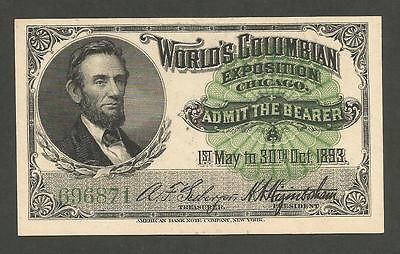 WORLD'S COLUMBIAN
EXPOSITION
CHICAGO.
ADMIT THE BEARER
A
1ST May to 30TH Oct. 1893.
696871
TREASURER.
PRESIDENT.
AMERICAN BANK NOTE COMPANY, NEW YORK.